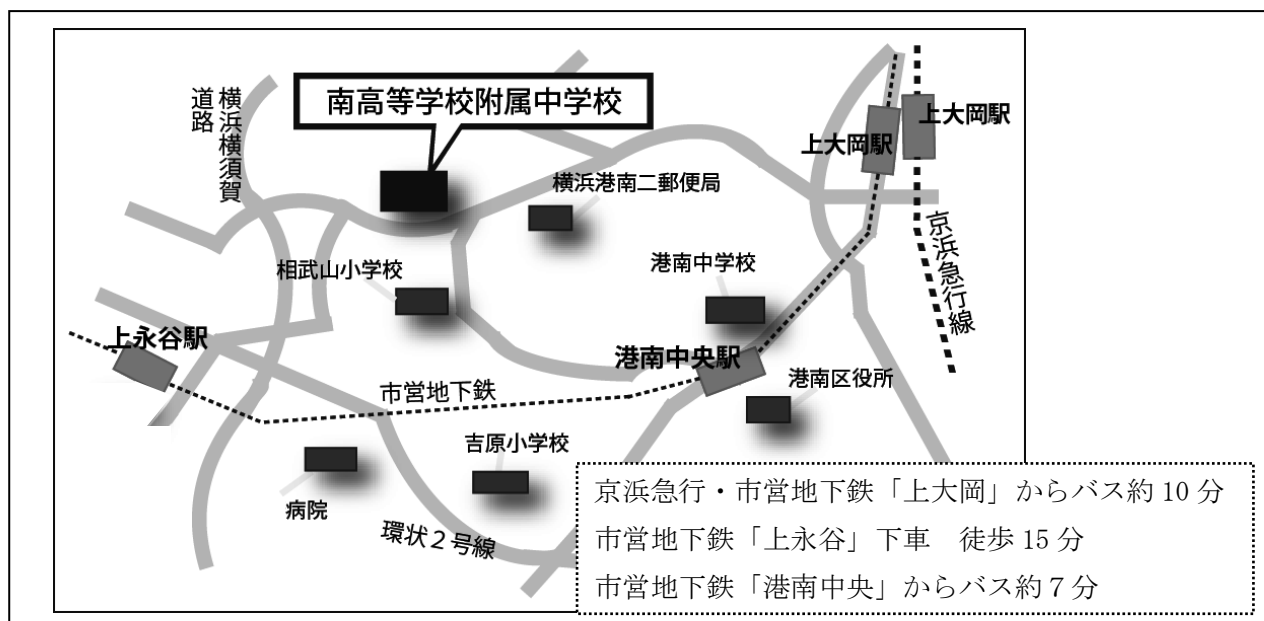 横浜横須賀
道路
南高等学校附属中学校
上大岡駅
上大岡駅
横浜港南二郵便局
京浜急行線
港南中学校
相武山小学校
上永谷駅
港南中央駅
市営地下鉄
港南区役所
吉原小学校
病院
環状２号線
京浜急行・市営地下鉄「上大岡」からバス約 10 分
市営地下鉄「上永谷」下車　徒歩 15 分
市営地下鉄「港南中央」からバス約７分